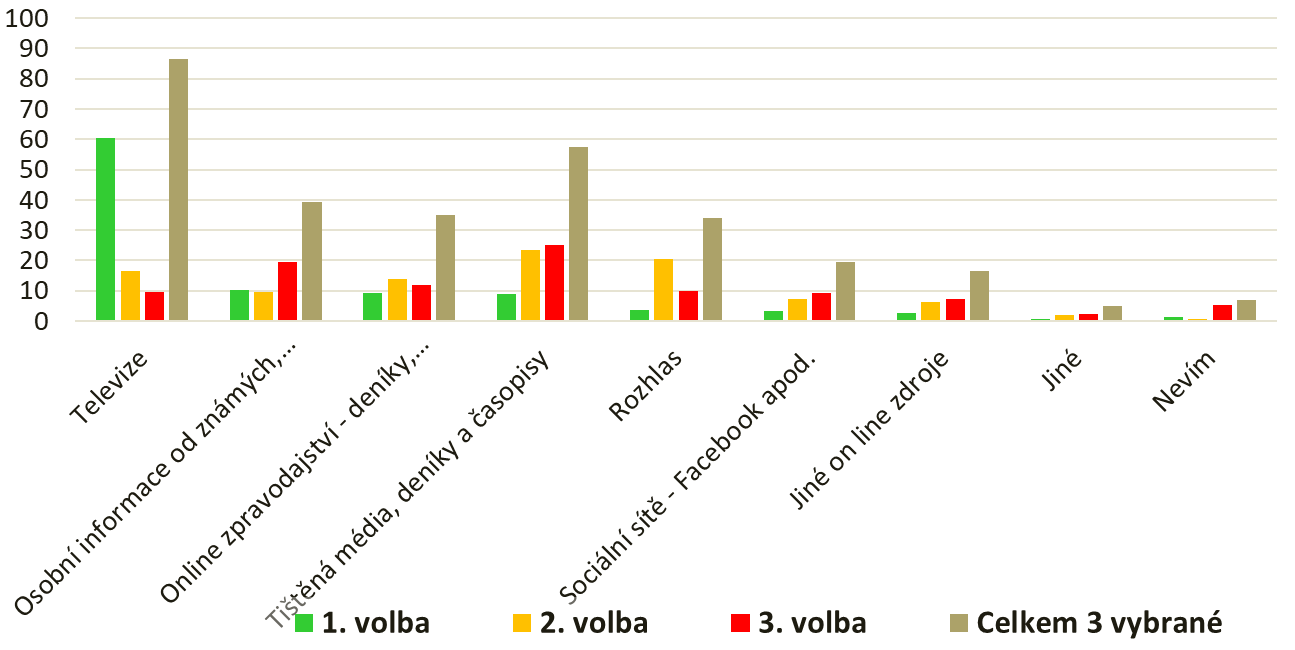 100
90
80
70
60
50
40
30
20
10
0
Televize
Osobní informace od známých,...
Online zpravodajství - deníky,...
Tištěná média, deníky a časopisy
Rozhlas
Sociální sítě - Facebook apod.
Jiné on line zdroje
Jiné
Nevím
1. volba
2. volba
3. volba
Celkem 3 vybrané